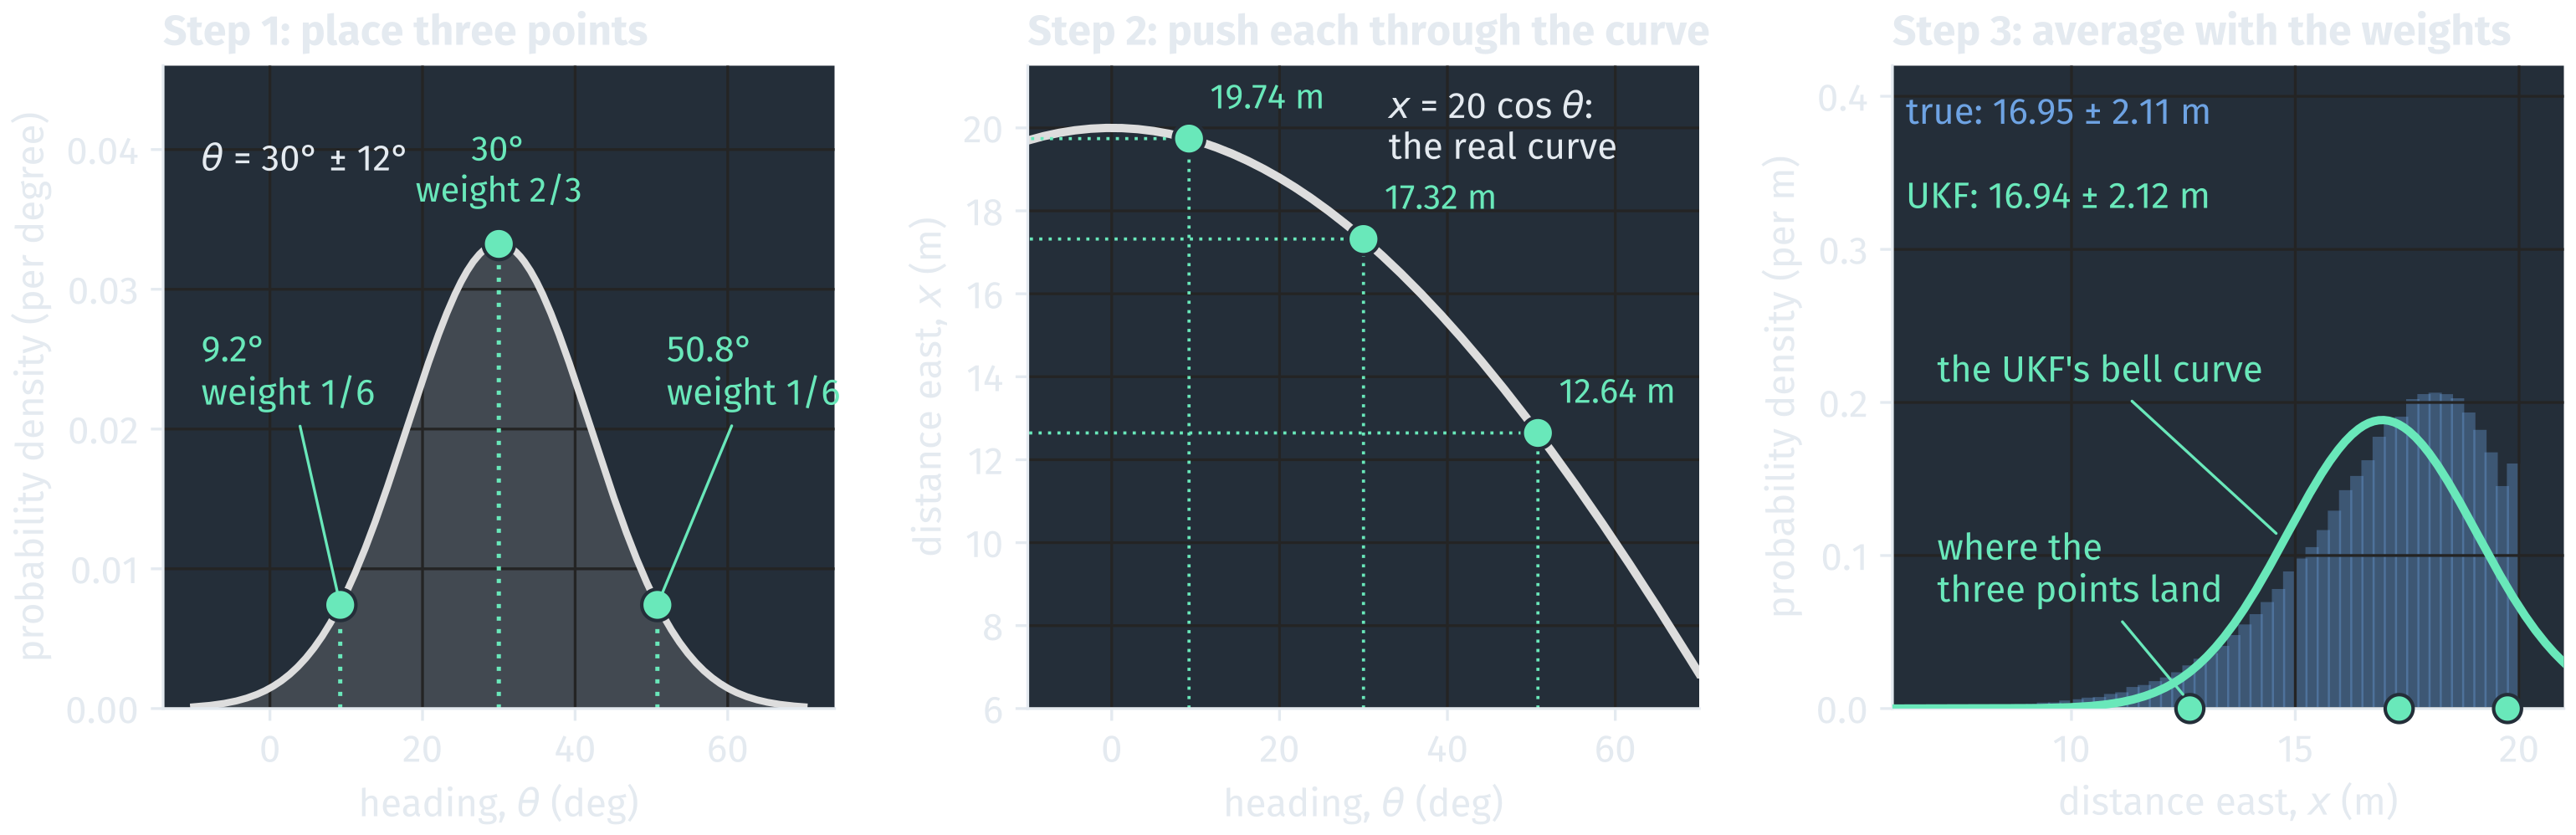 Step 1: place three points
probability density (per degree)
0.04
0.03
0.02
0.01
0.00
θ = 30° ± 12°
30°
weight 2/3
9.2°
weight 1/6
50.8°
weight 1/6
0 20 40 60
heading, θ (deg)
Step 2: push each through the curve
distance east, x (m)
20
18
16
14
12
10
8
6
19.74 m
x = 20 cos θ:
the real curve
17.32 m
12.64 m
0 20 40 60
heading, θ (deg)
Step 3: average with the weights
probability density (per m)
0.4
0.3
0.2
0.1
0.0
true: 16.95 ± 2.11 m
UKF: 16.94 ± 2.12 m
the UKF's bell curve
where the
three points land
10 15 20
distance east, x (m)